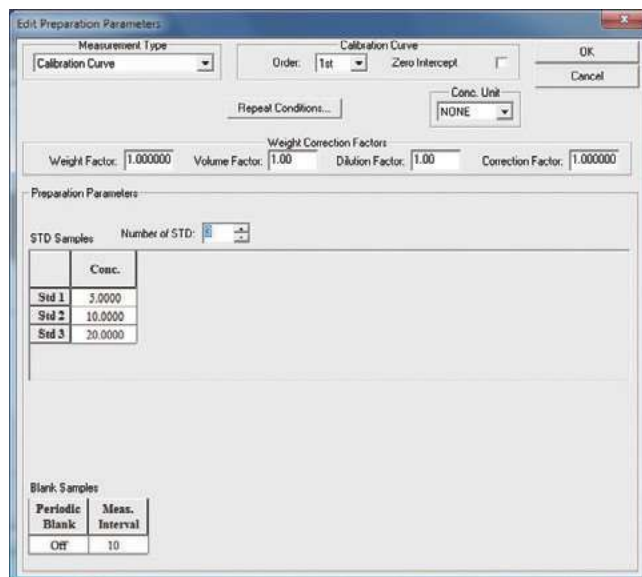 Edit Preparation Parameters
Measurement Type
Calibration Curve
Calibration Curve
Order: 1st Zero Intercept
OK
Cancel
Repeat Conditions...
Conc. Unit
NONE
Weight Correction Factors
Weight Factor: 1.000000 Volume Factor: 1.00 Dilution Factor: 1.00 Correction Factor: 1.000000
Preparation Parameters
STD Samples Number of STD:
Conc.
Std 1 5.0000
Std 2 10.0000
Std 3 20.0000
Blank Samples
Periodic Blank Meas. Interval
Off 10